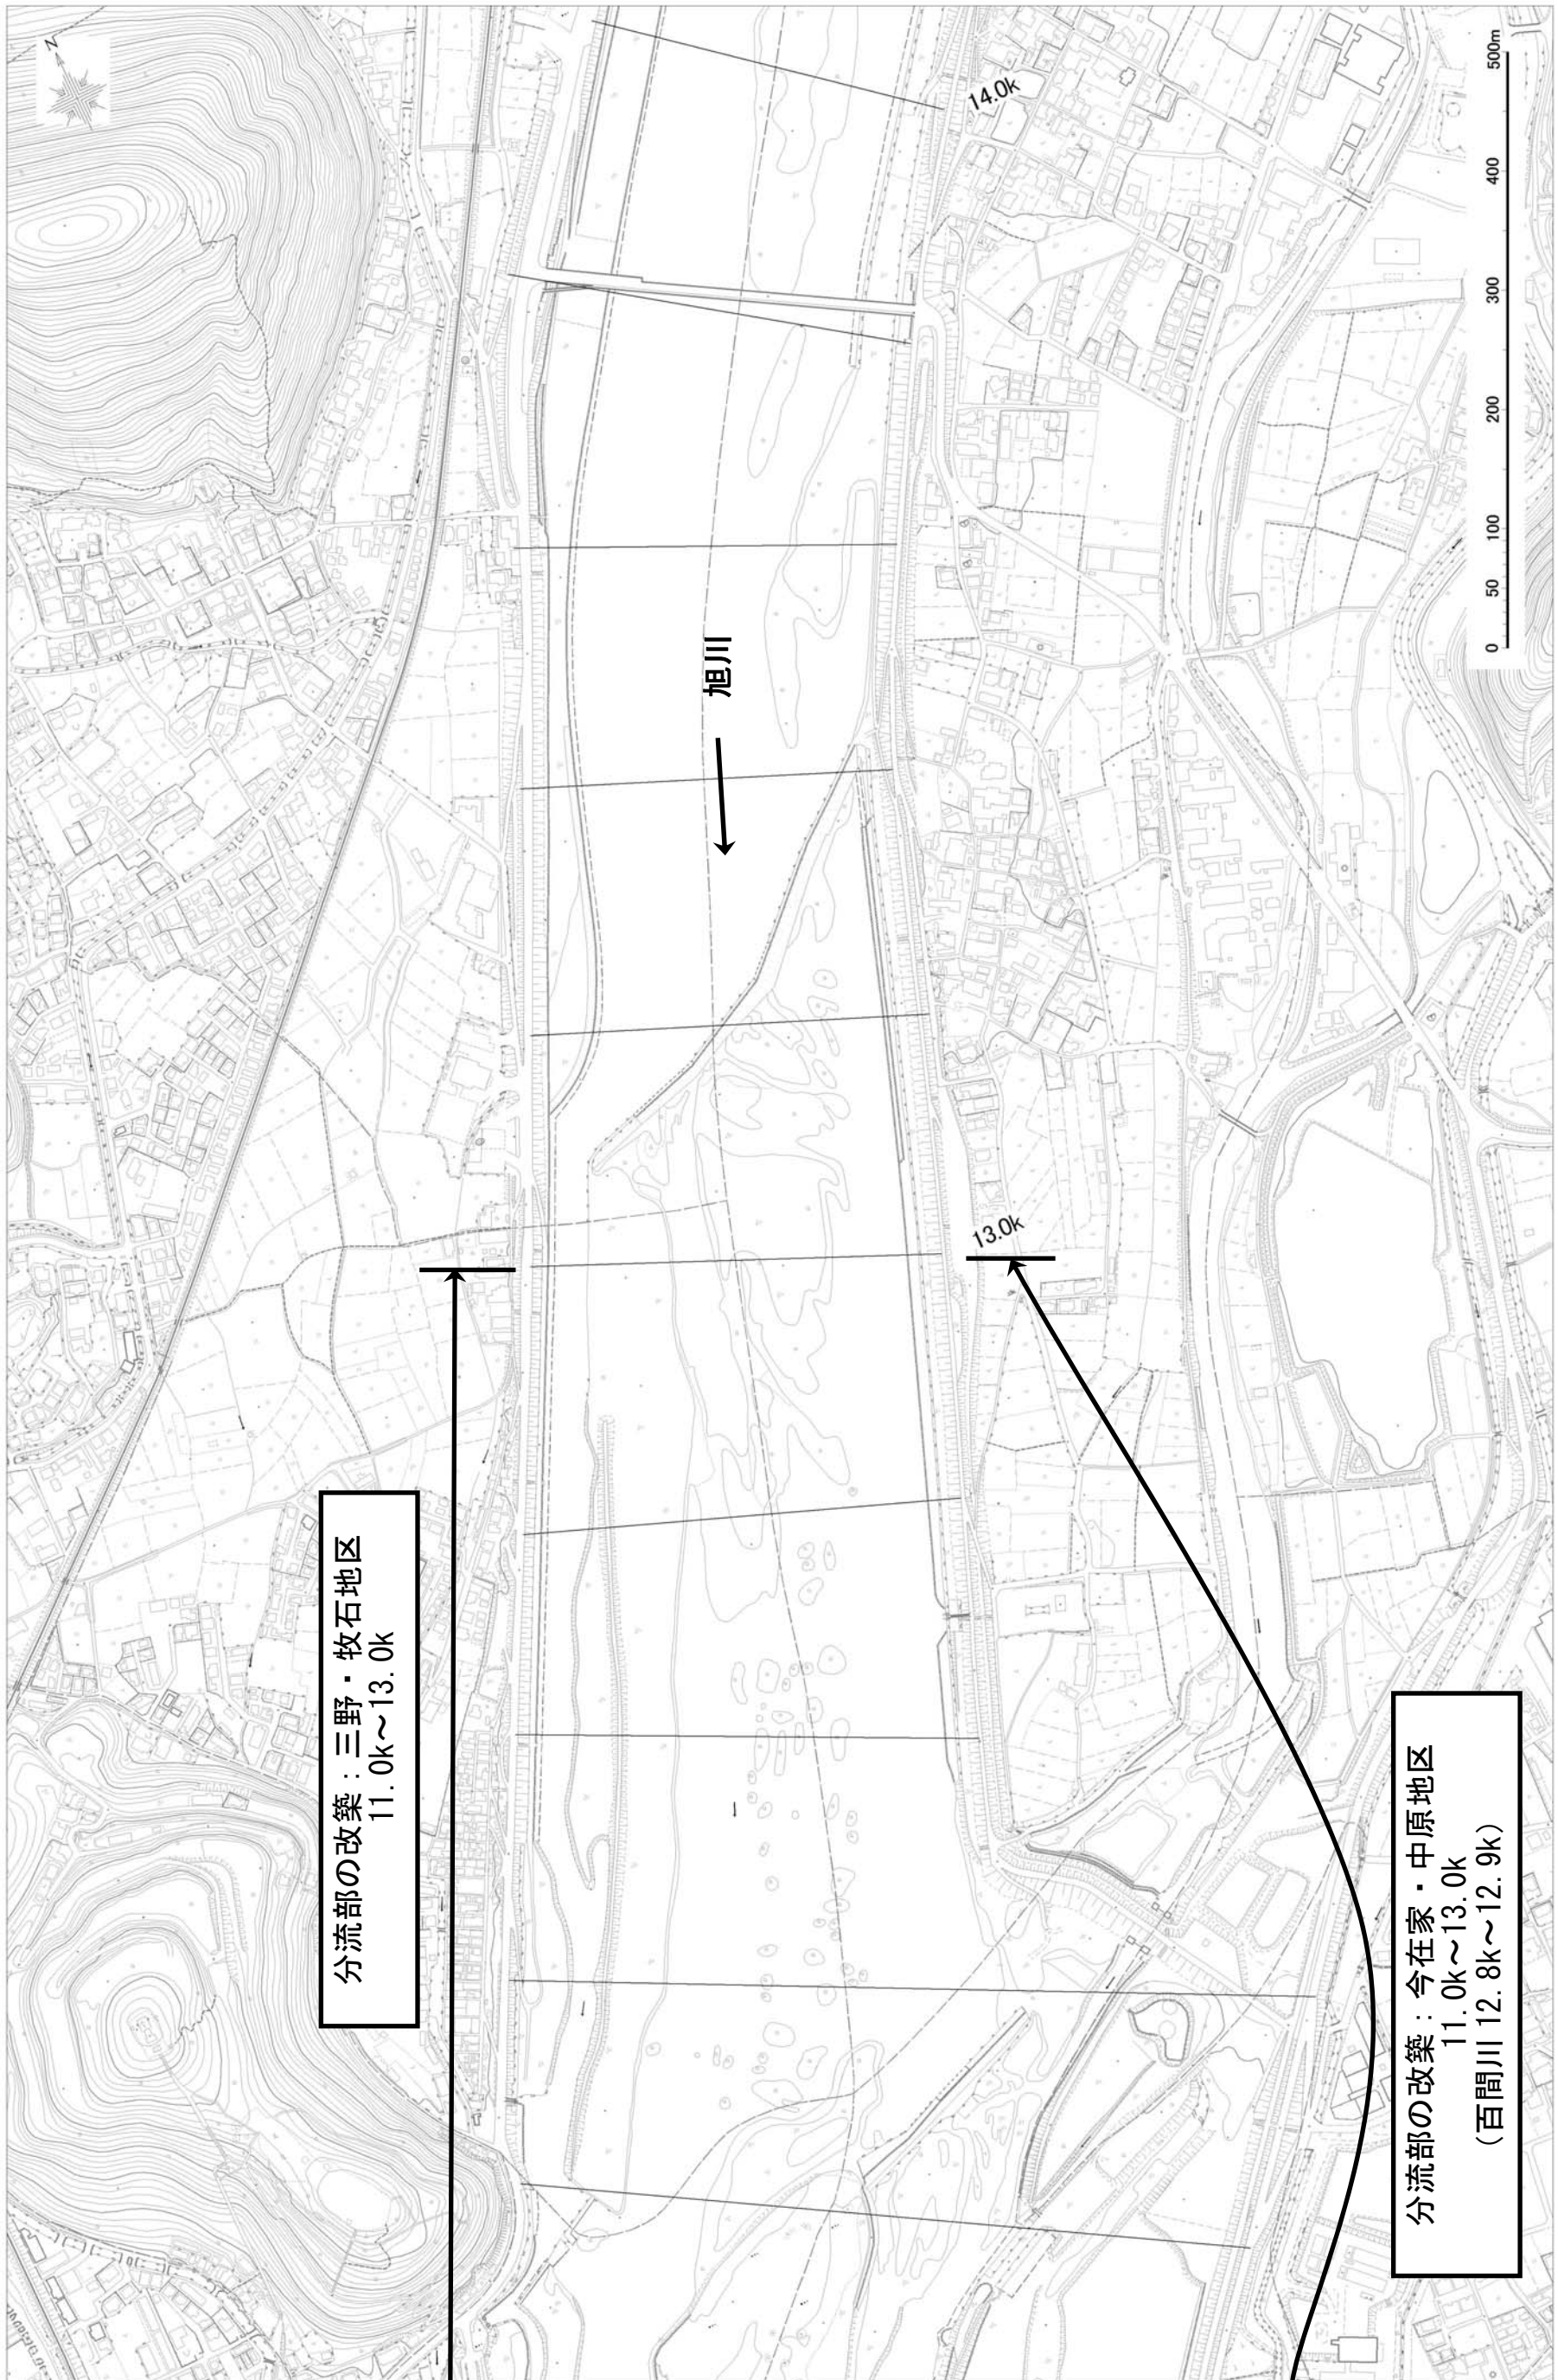 N
14.0k
500m
400
300
200
100
50
0
旭川
13.0k
分流部の改築：三野・牧石地区
11.0k～13.0k
分流部の改築：今在家・中原地区
11.0k～13.0k
（百間川 12.8k～12.9k）